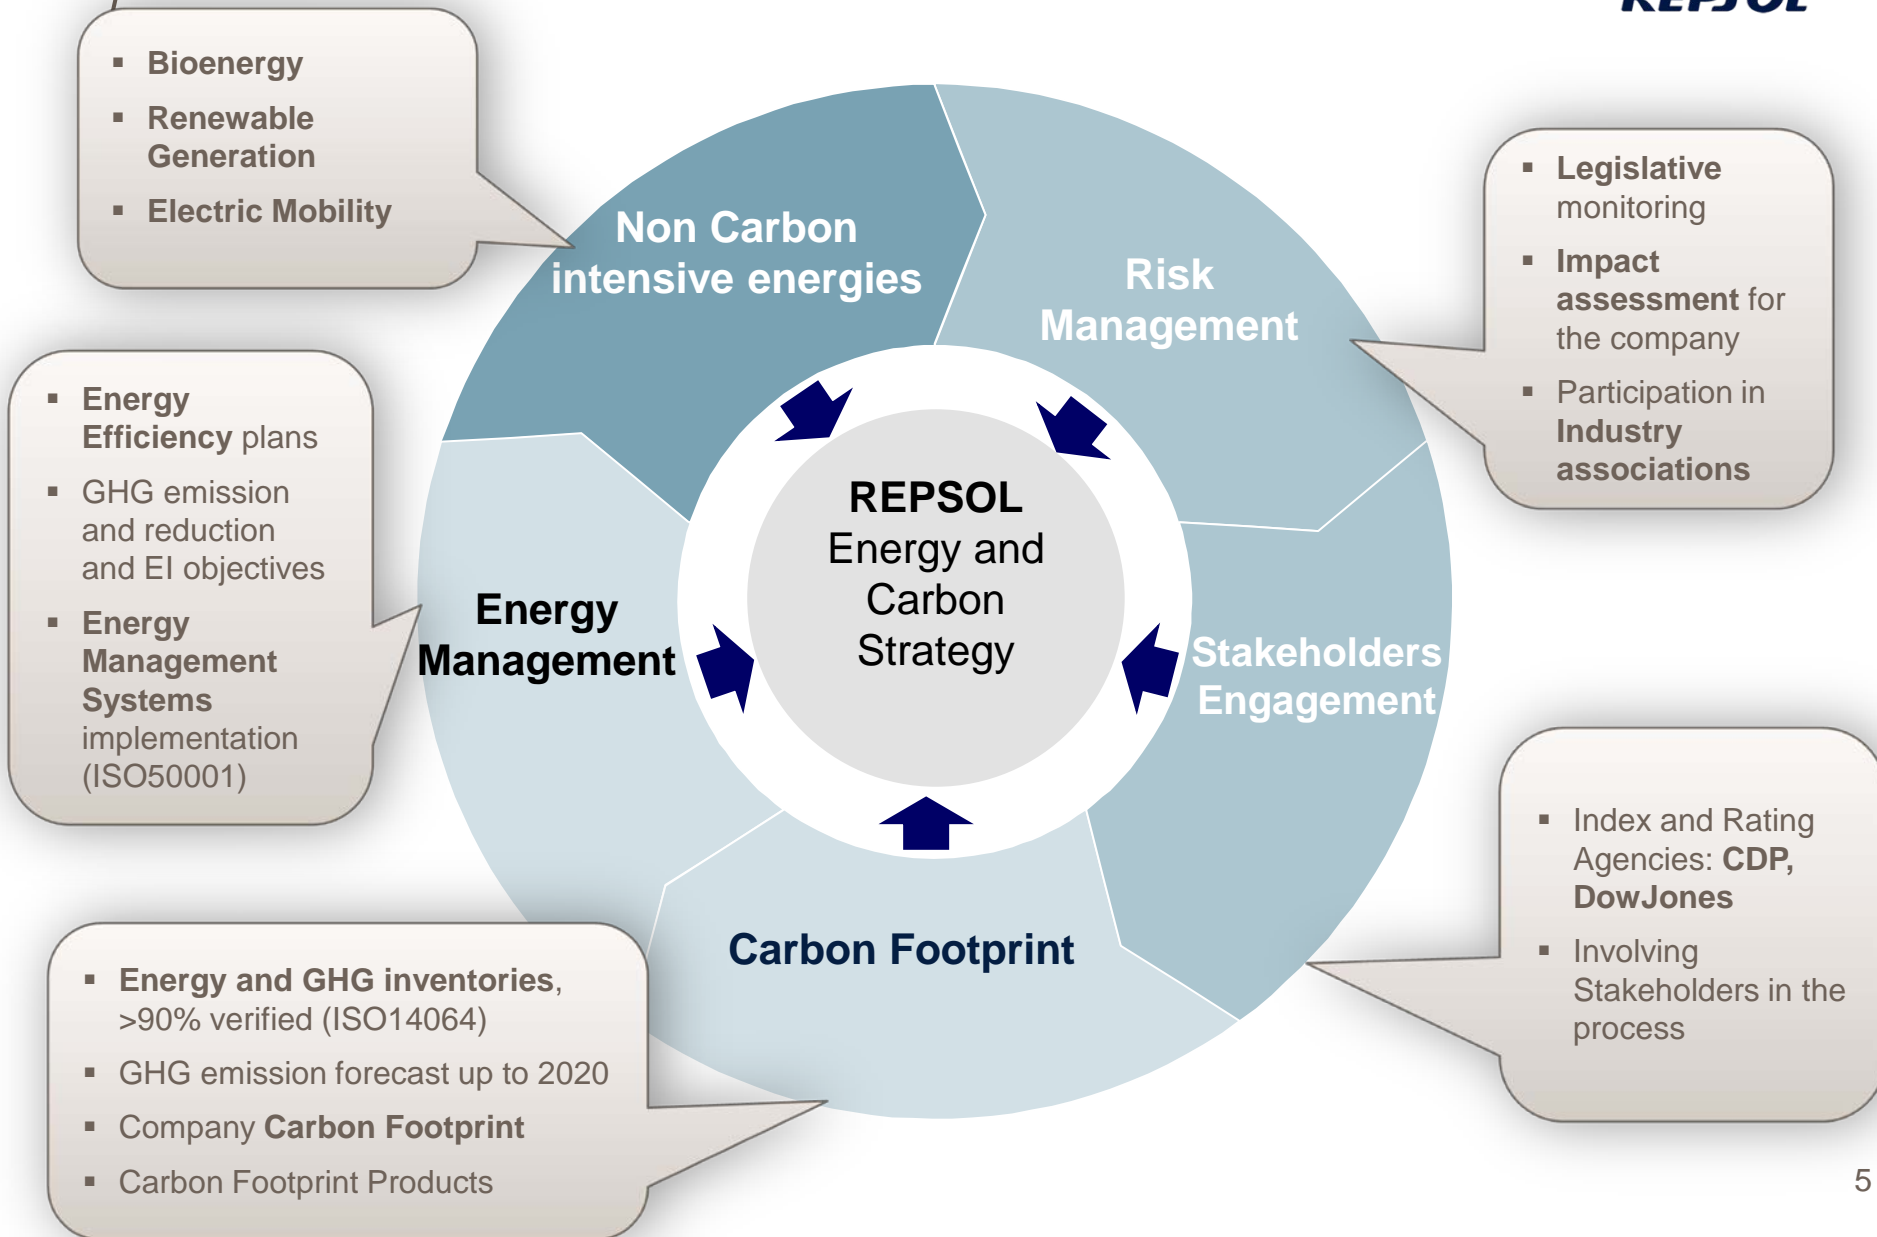 REPSOL
▪ Bioenergy
▪ Renewable
Generation
▪ Electric Mobility
Non Carbon
intensive energies
Risk
Management
▪ Legislative
monitoring
▪ Impact
assessment for
the company
▪ Participation in
Industry
associations
▪ Energy
Efficiency plans
▪ GHG emission
and reduction
and EI objectives
▪ Energy
Management
Systems
implementation
(ISO50001)
Energy
Management
REPSOL
Energy and
Carbon
Strategy
Stakeholders
Engagement
▪ Index and Rating
Agencies: CDP,
DowJones
▪ Involving
Stakeholders in the
process
Carbon Footprint
▪ Energy and GHG inventories,
>90% verified (ISO14064)
▪ GHG emission forecast up to 2020
▪ Company Carbon Footprint
▪ Carbon Footprint Products
5